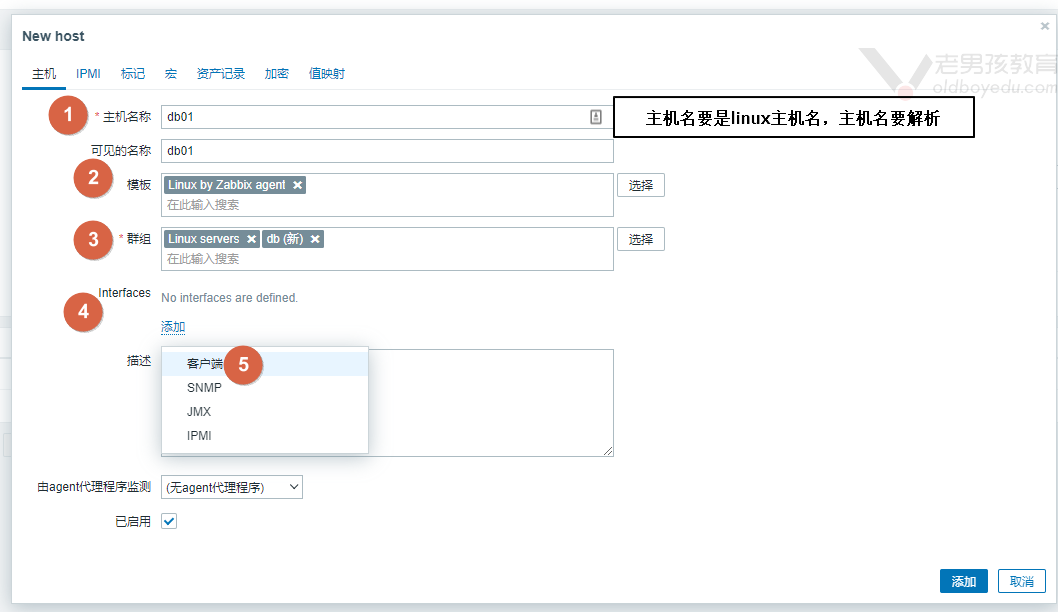 New host
×
老男孩教育
oldboyedu.com
主机 IPMI 标记 宏 资产记录 加密 值映射
1 * 主机名称 db01
主机名要是linux主机名，主机名要解析
可见的名称 db01
2 模板 Linux by Zabbix agent × 选择
在此输入搜索
3 * 群组 Linux servers × db (新) × 选择
在此输入搜索
4 Interfaces No interfaces are defined.
添加
描述
客户端 5
SNMP
JMX
IPMI
由agent代理程序监测 (无agent代理程序)
已启用
添加 取消